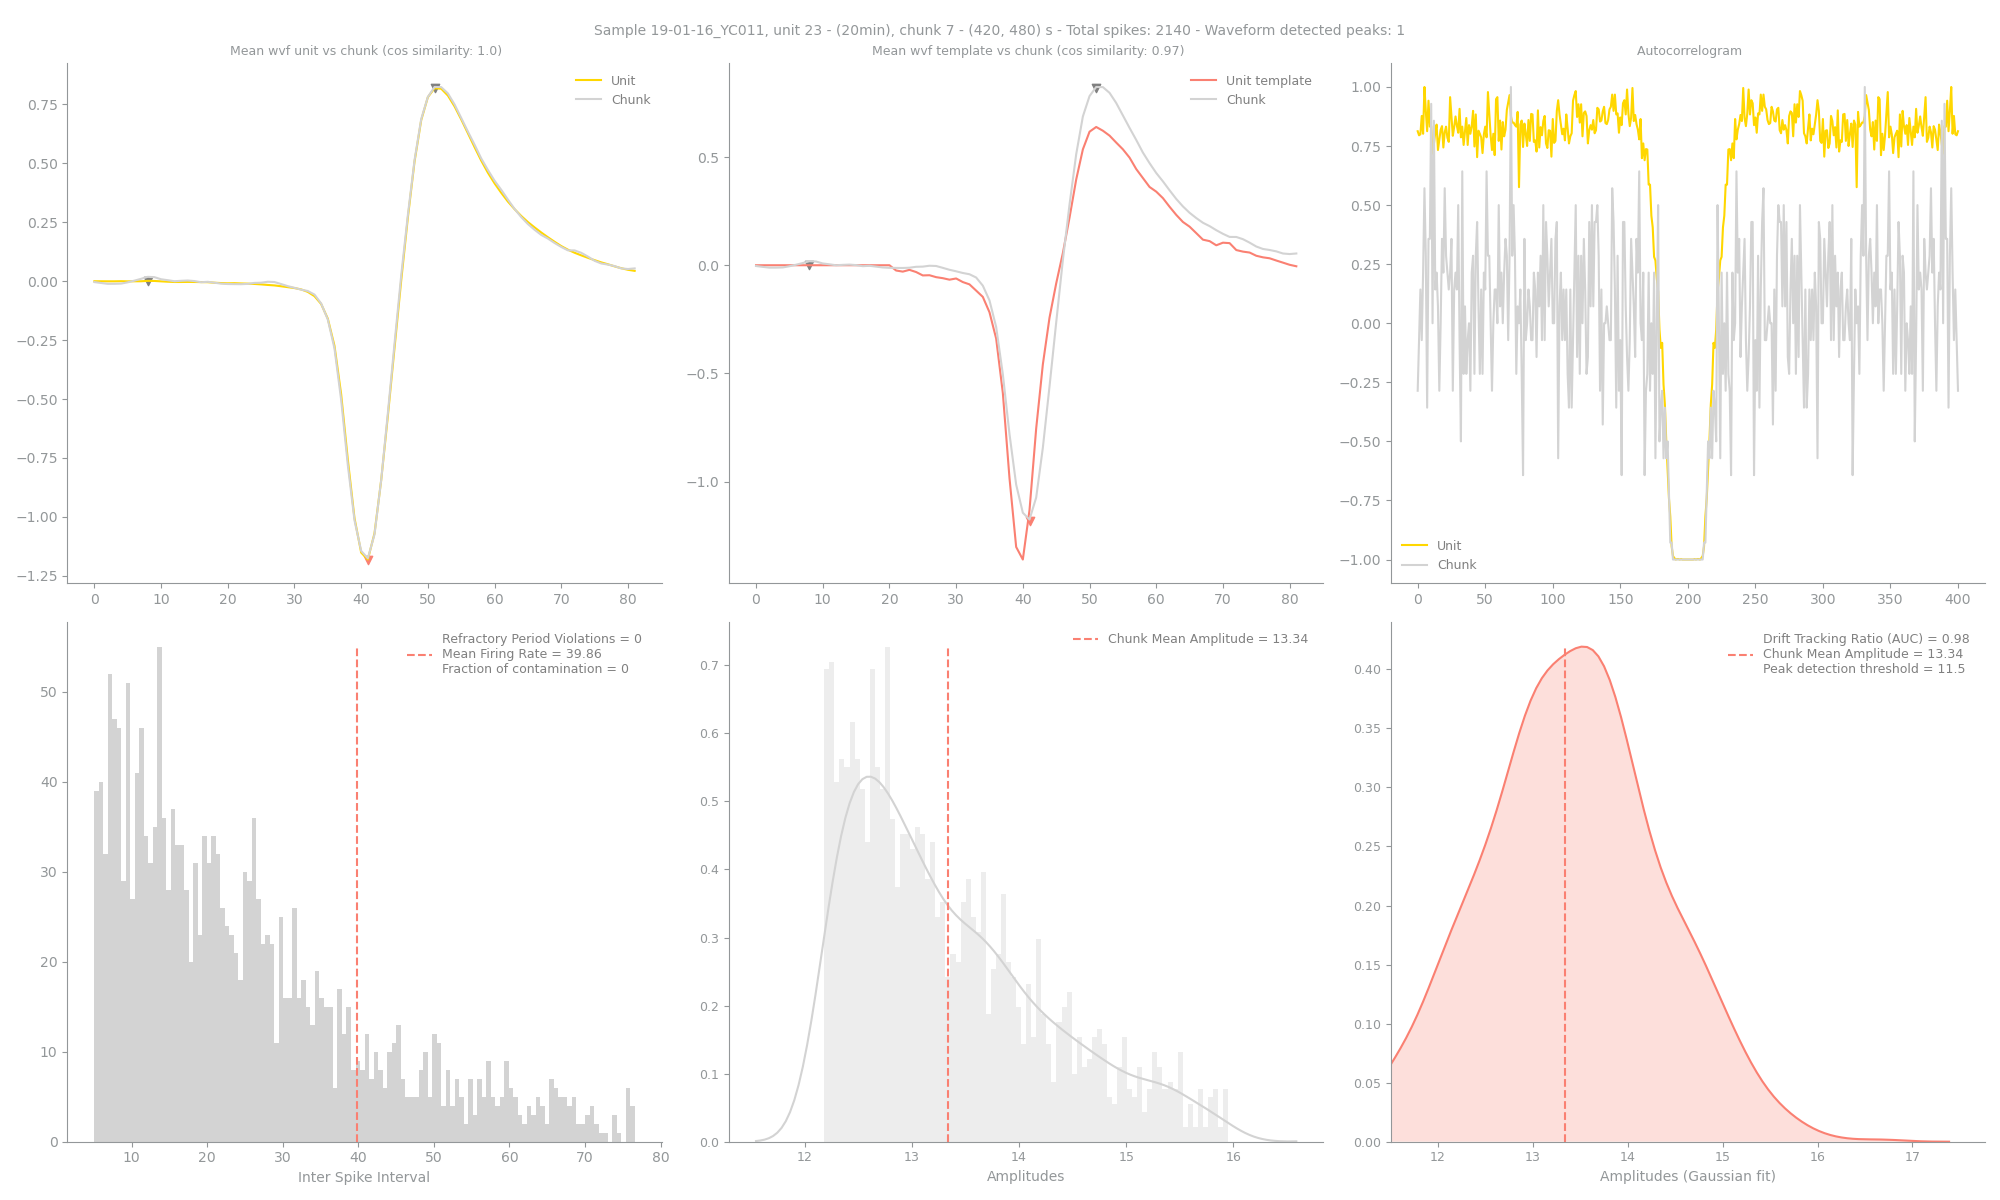 Sample 19-01-16_YC011, unit 23 - (20min), chunk 7 - (420, 480) s - Total spikes: 2140 - Waveform detected peaks: 1
Mean wvf unit vs chunk (cos similarity: 1.0)
Unit
Chunk
0.75
0.50
0.25
0.00
−0.25
−0.50
−0.75
−1.00
−1.25
0 10 20 30 40 50 60 70 80
Mean wvf template vs chunk (cos similarity: 0.97)
Unit template
Chunk
0.5
0.0
−0.5
−1.0
0 10 20 30 40 50 60 70 80
Autocorrelogram
1.00
0.75
0.50
0.25
0.00
−0.25
−0.50
−0.75
−1.00
Unit
Chunk
0 50 100 150 200 250 300 350 400
Refractory Period Violations = 0
Mean Firing Rate = 39.86
Fraction of contamination = 0
50
40
30
20
10
0
10 20 30 40 50 60 70 80
Inter Spike Interval
Chunk Mean Amplitude = 13.34
0.7
0.6
0.5
0.4
0.3
0.2
0.1
0.0
12 13 14 15 16
Amplitudes
Drift Tracking Ratio (AUC) = 0.98
Chunk Mean Amplitude = 13.34
Peak detection threshold = 11.5
0.40
0.35
0.30
0.25
0.20
0.15
0.10
0.05
0.00
12 13 14 15 16 17
Amplitudes (Gaussian fit)